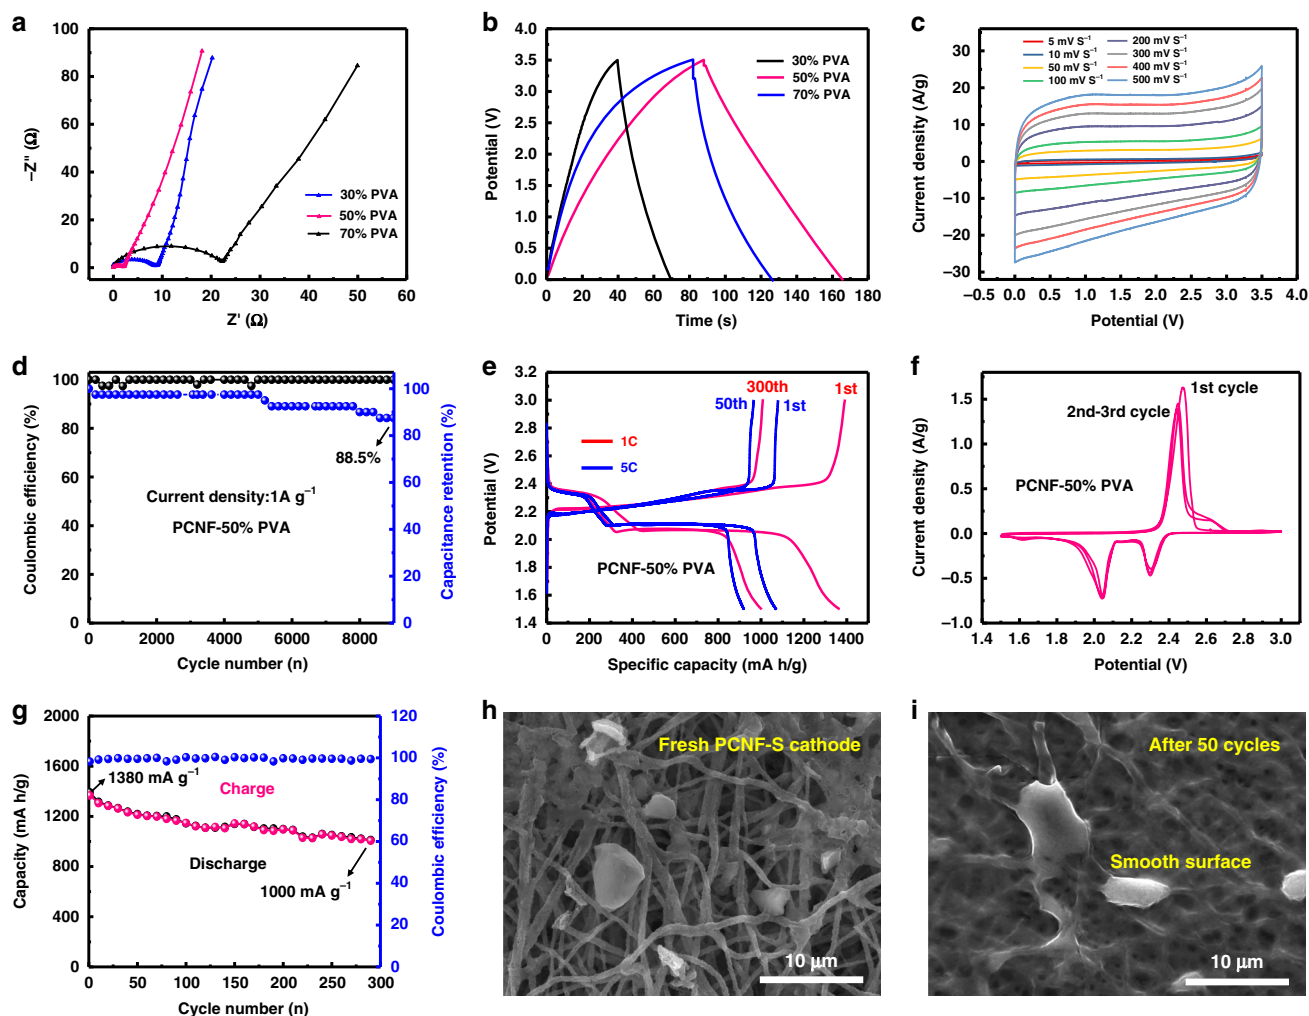 a
100
80
60
40
20
0
–Z″ (Ω)
30% PVA
50% PVA
70% PVA
0 10 20 30 40 50 60
Z′ (Ω)
b
4.0
3.5
3.0
2.5
2.0
1.5
1.0
0.5
0.0
Potential (V)
30% PVA
50% PVA
70% PVA
0 20 40 60 80 100 120 140 160 180
Time (s)
c
30
20
10
0
–10
–20
–30
Current density (A/g)
5 mV S⁻¹ 200 mV S⁻¹
10 mV S⁻¹ 300 mV S⁻¹
50 mV S⁻¹ 400 mV S⁻¹
100 mV S⁻¹ 500 mV S⁻¹
–0.5 0.0 0.5 1.0 1.5 2.0 2.5 3.0 3.5 4.0
Potential (V)
d
100
80
60
40
20
0
Coulombic efficiency (%)
88.5%
Current density:1A g⁻¹
PCNF-50% PVA
100
80
60
40
20
0
Capacitance retention (%)
0 2000 4000 6000 8000
Cycle number (n)
e
3.2
3.0
2.8
2.6
2.4
2.2
2.0
1.8
1.6
1.4
Potential (V)
300th 1st
50th 1st
1C
5C
PCNF-50% PVA
0 200 400 600 800 1000 1200 1400
Specific capacity (mA h/g)
f
1.5
1.0
0.5
0.0
–0.5
–1.0
Current density (A/g)
1st cycle
2nd-3rd cycle
PCNF-50% PVA
1.4 1.6 1.8 2.0 2.2 2.4 2.6 2.8 3.0
Potential (V)
g
2000
1600
1200
800
400
0
Capacity (mA h/g)
1380 mA g⁻¹
Charge
Discharge
1000 mA g⁻¹
120
100
80
60
40
20
0
Coulombic efficiency (%)
0 50 100 150 200 250 300
Cycle number (n)
h
Fresh PCNF-S cathode
10 μm
i
After 50 cycles
Smooth surface
10 μm